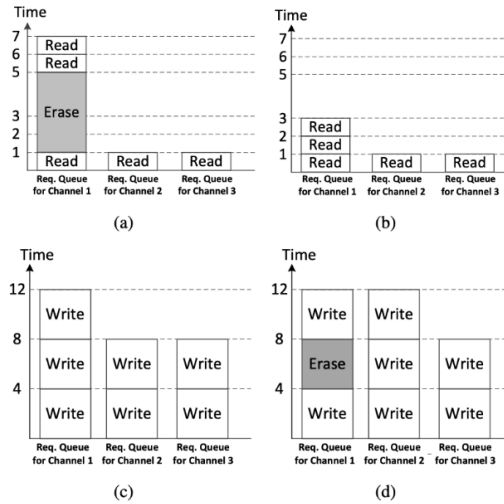 Time
7
Read
6
Read
5
Erase
3
2
1
Read
Read
Read
Req. Queue for Channel 1
Req. Queue for Channel 2
Req. Queue for Channel 3
(a)
Time
7
6
5
3
Read
2
Read
1
Read
Read
Read
Req. Queue for Channel 1
Req. Queue for Channel 2
Req. Queue for Channel 3
(b)
Time
12
Write
8
Write
Write
Write
4
Write
Write
Write
Req. Queue for Channel 1
Req. Queue for Channel 2
Req. Queue for Channel 3
(c)
Time
12
Write
Write
8
Erase
Write
Write
4
Write
Write
Write
Req. Queue for Channel 1
Req. Queue for Channel 2
Req. Queue for Channel 3
(d)